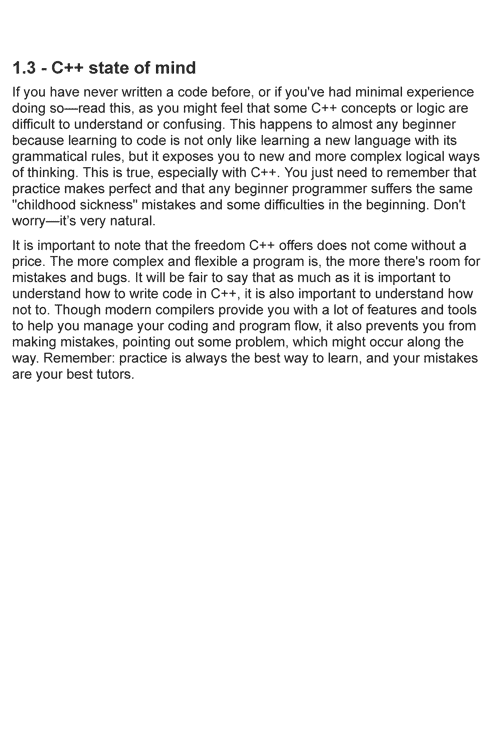 1.3 - C++ state of mind
If you have never written a code before, or if you've had minimal experience
doing so—read this, as you might feel that some C++ concepts or logic are
difficult to understand or confusing. This happens to almost any beginner
because learning to code is not only like learning a new language with its
grammatical rules, but it exposes you to new and more complex logical ways
of thinking. This is true, especially with C++. You just need to remember that
practice makes perfect and that any beginner programmer suffers the same
"childhood sickness" mistakes and some difficulties in the beginning. Don't
worry—it's very natural.
It is important to note that the freedom C++ offers does not come without a
price. The more complex and flexible a program is, the more there's room for
mistakes and bugs. It will be fair to say that as much as it is important to
understand how to write code in C++, it is also important to understand how
not to. Though modern compilers provide you with a lot of features and tools
to help you manage your coding and program flow, it also prevents you from
making mistakes, pointing out some problem, which might occur along the
way. Remember: practice is always the best way to learn, and your mistakes
are your best tutors.